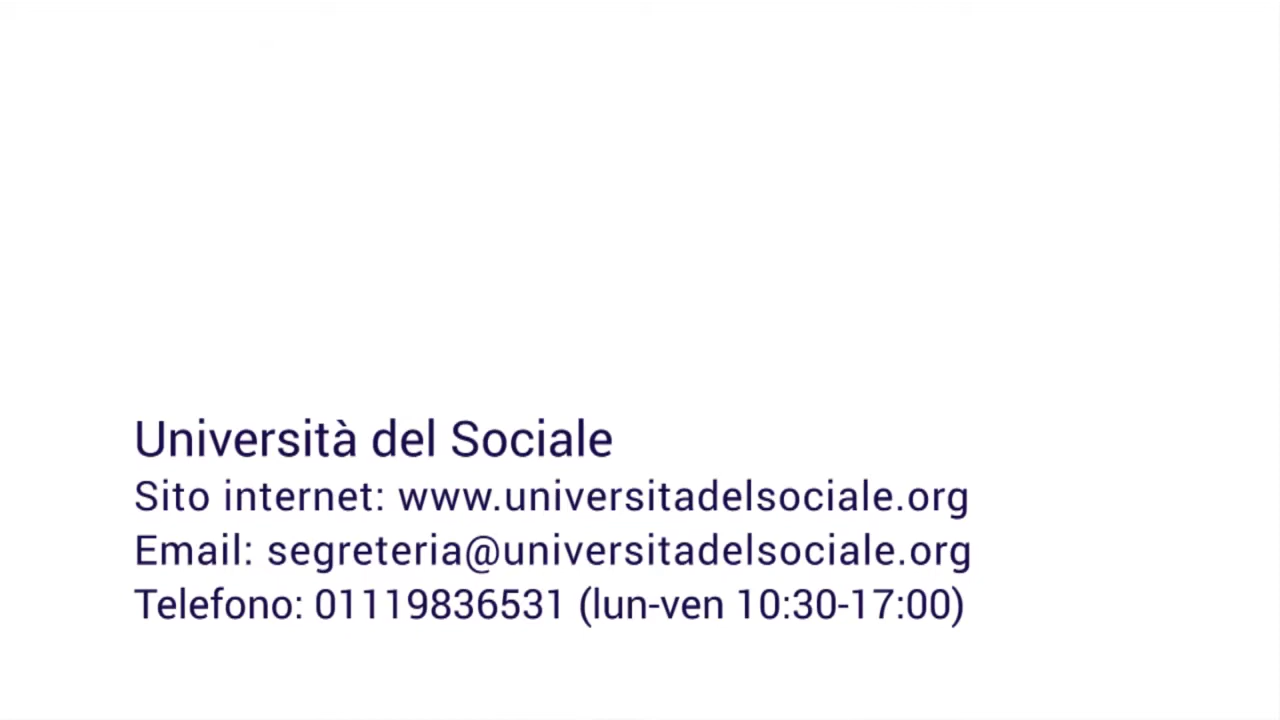 Università del Sociale
Sito internet: www.universitadelsociale.org
Email: segreteria@universitadelsociale.org
Telefono: 01119836531 (lun-ven 10:30-17:00)